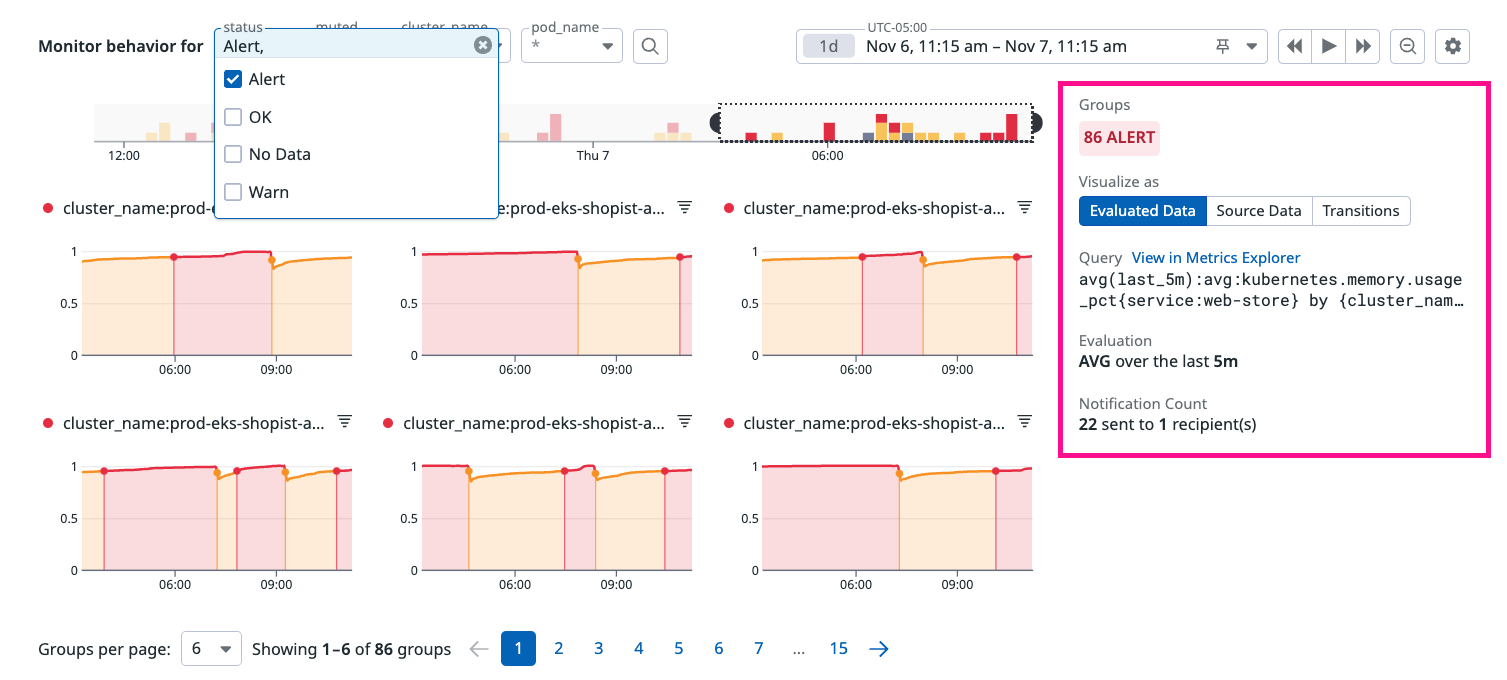 Monitor behavior for
status
Alert,
muted
cluster_name
pod_name
*
UTC-05:00
1d
Nov 6, 11:15 am – Nov 7, 11:15 am
Alert
OK
No Data
Warn
12:00
Thu 7
06:00
Groups
86 ALERT
Visualize as
Evaluated Data
Source Data
Transitions
Query View in Metrics Explorer
avg(last_5m):avg:kubernetes.memory.usage
_pct{service:web-store} by {cluster_nam…
Evaluation
AVG over the last 5m
Notification Count
22 sent to 1 recipient(s)
cluster_name:prod-e
e:prod-eks-shopist-a...
cluster_name:prod-eks-shopist-a...
1
0.5
0
06:00
09:00
1
0.5
0
06:00
09:00
1
0.5
0
06:00
09:00
cluster_name:prod-eks-shopist-a...
cluster_name:prod-eks-shopist-a...
cluster_name:prod-eks-shopist-a...
1
0.5
0
06:00
09:00
1
0.5
0
06:00
09:00
1
0.5
0
06:00
09:00
Groups per page:
6
Showing 1–6 of 86 groups
1 2 3 4 5 6 7 ... 15